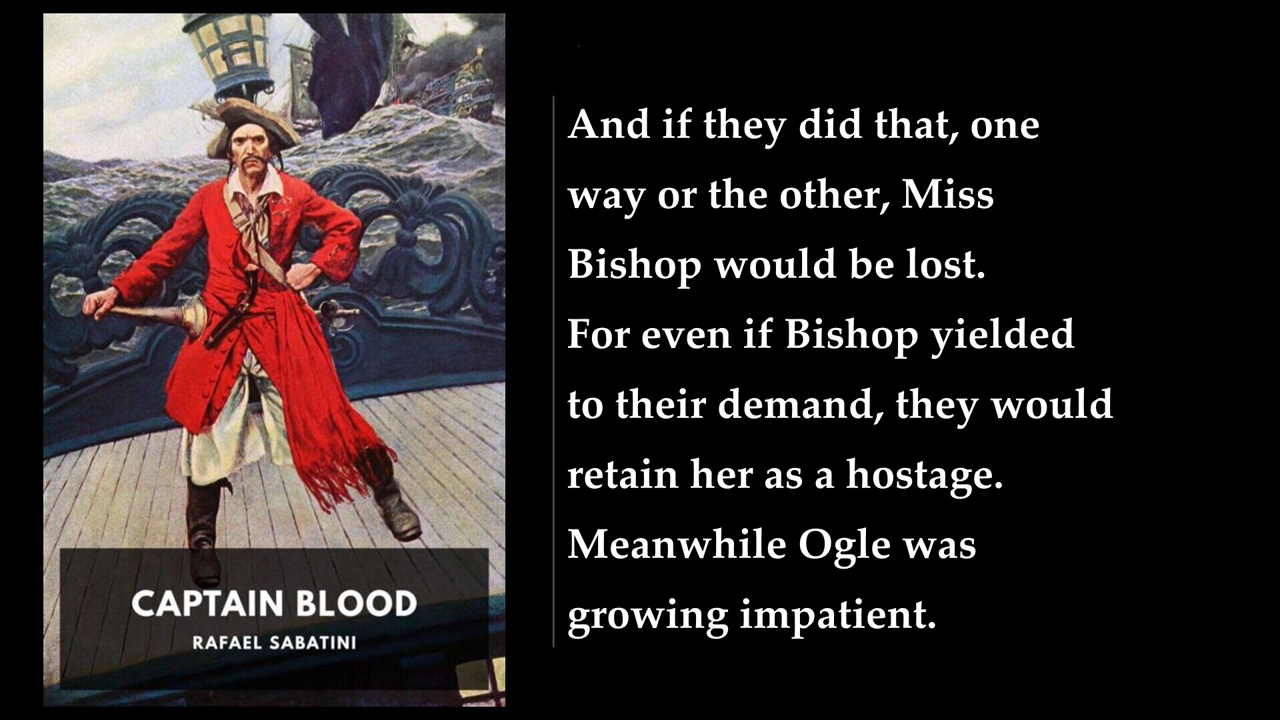 CAPTAIN BLOOD
RAFAEL SABATINI
And if they did that, one
way or the other, Miss
Bishop would be lost.
For even if Bishop yielded
to their demand, they would
retain her as a hostage.
Meanwhile Ogle was
growing impatient.